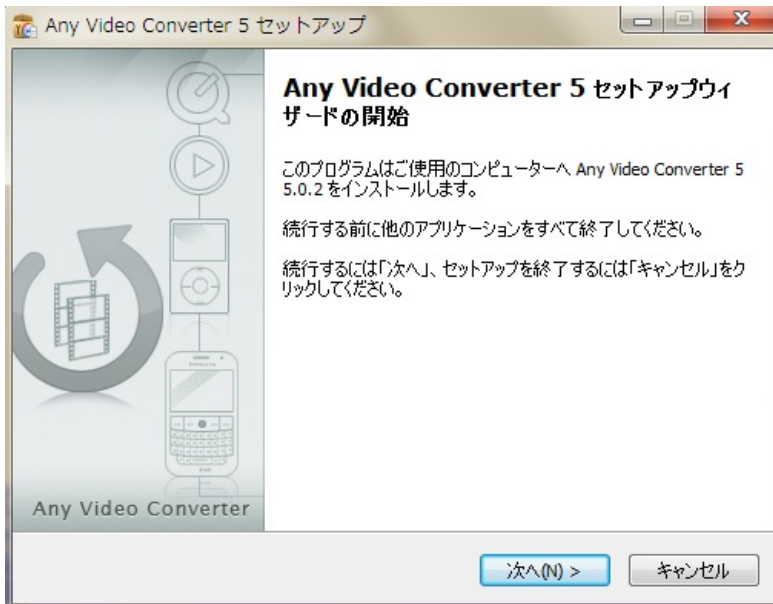 Any Video Converter 5 セットアップ
Any Video Converter 5 セットアップウィ
ザードの開始
このプログラムはご使用のコンピューターへ Any Video Converter 5
5.0.2 をインストールします。
続行する前に他のアプリケーションをすべて終了してください。
続行するには「次へ」、セットアップを終了するには「キャンセル」をク
リックしてください。
Any Video Converter
次へ(N) >
キャンセル